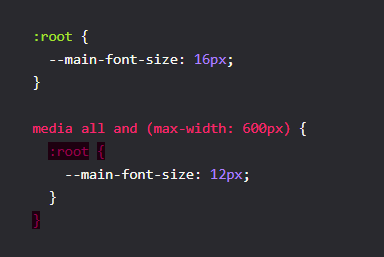 :root {
  --main-font-size: 16px;
}

media all and (max-width: 600px) {
  :root {
    --main-font-size: 12px;
  }
}